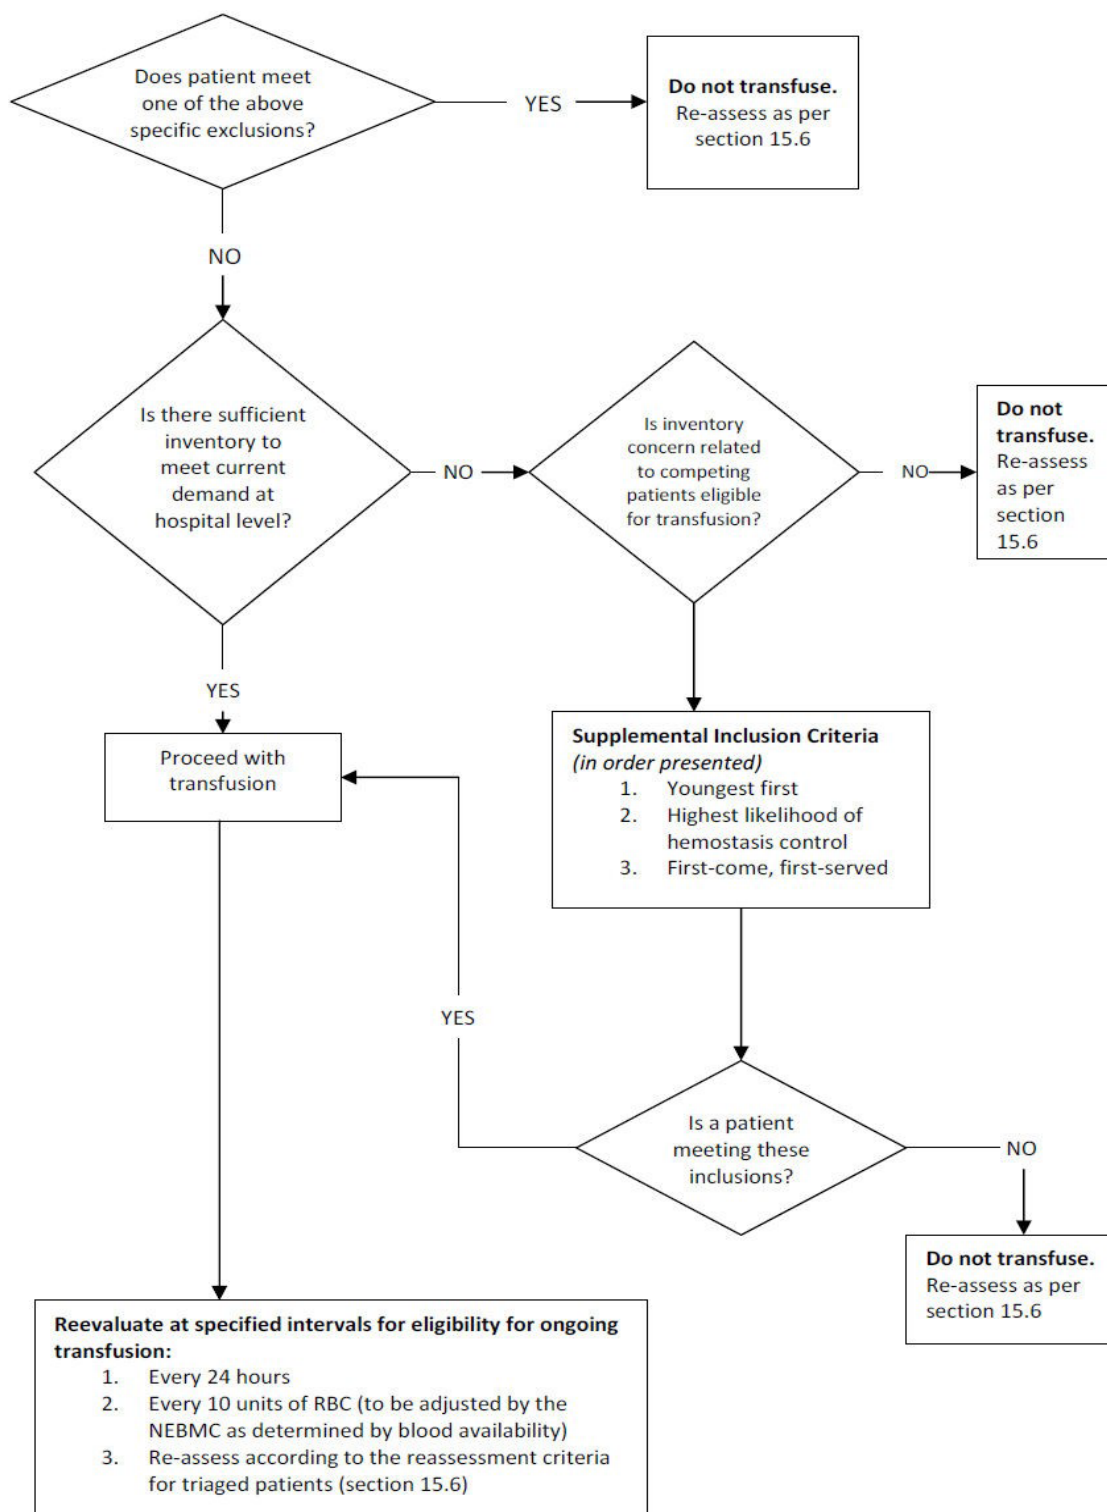 Does patient meet
one of the above
specific exclusions?
YES
Do not transfuse.
Re-assess as per
section 15.6
NO
Is there sufficient
inventory to
meet current
demand at
hospital level?
NO
Is inventory
concern related
to competing
patients eligible
for transfusion?
NO
Do not
transfuse.
Re-assess
as per
section
15.6
YES
Proceed with
transfusion
Supplemental Inclusion Criteria
(in order presented)
1. Youngest first
2. Highest likelihood of
hemostasis control
3. First-come, first-served
YES
Is a patient
meeting these
inclusions?
NO
Do not transfuse.
Re-assess as per
section 15.6
Reevaluate at specified intervals for eligibility for ongoing
transfusion:
1. Every 24 hours
2. Every 10 units of RBC (to be adjusted by the
NEBMC as determined by blood availability)
3. Re-assess according to the reassessment criteria
for triaged patients (section 15.6)